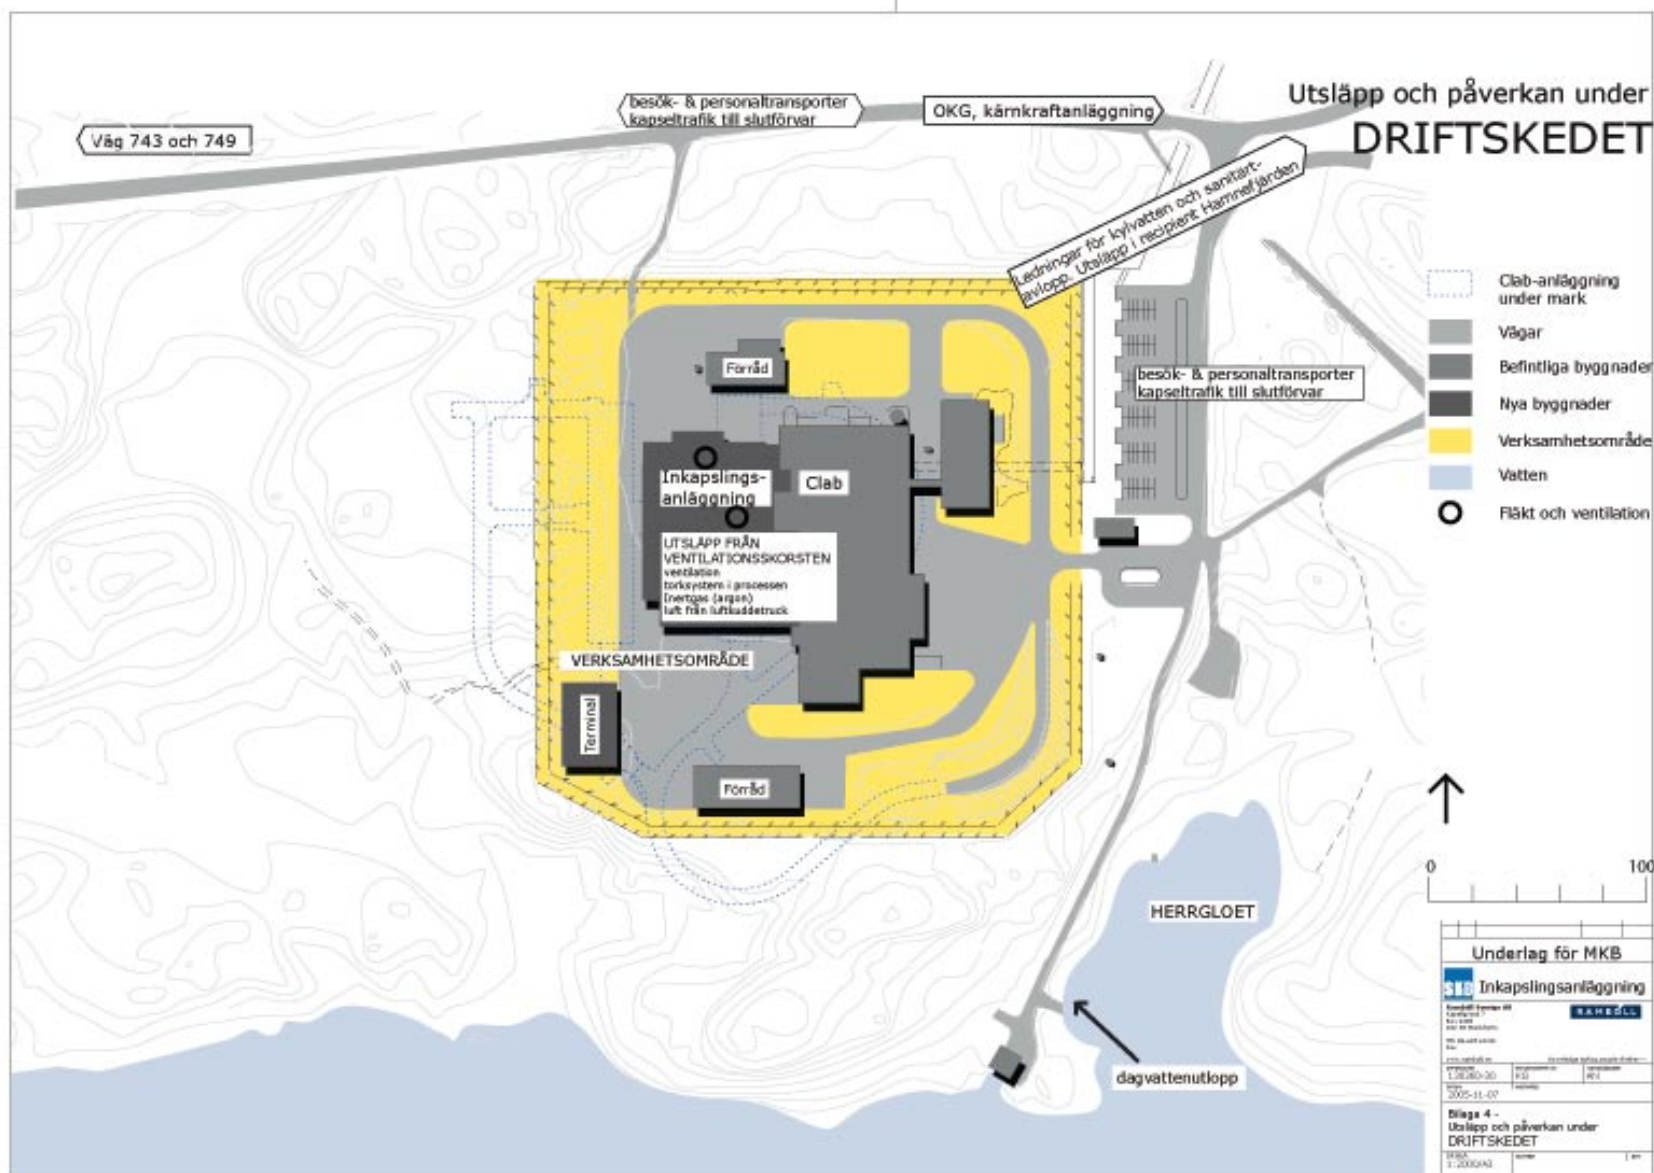 Utsläpp och påverkan under
DRIFTSKEDET
Väg 743 och 749
besök- & personaltransporter
kapseltrafik till slutförvar
OKG, kärnkraftanläggning
Ledningar för kylvatten och sanitärt-
avlopp. Utsläpp i recipient Hamnefjärden
Clab-anläggning
under mark
Vägar
Befintliga byggnader
Nya byggnader
Verksamhetsområde
Vatten
Fläkt och ventilation
besök- & personaltransporter
kapseltrafik till slutförvar
Förråd
Inkapslings-
anläggning
Clab
UTSLÄPP FRÅN
VENTILATIONSSKORSTEN
ventilation
torksystem i processen
Inertgas (argon)
luft från luftkuddetruck
VERKSAMHETSOMRÅDE
Terminal
Förråd
HERRGLOET
dagvattenutlopp
0 100
Underlag för MKB
SKB Inkapslingsanläggning
RAMBÖLL
2005-11-07
Bilaga 4 -
Utsläpp och påverkan under
DRIFTSKEDET
1:2000/A3